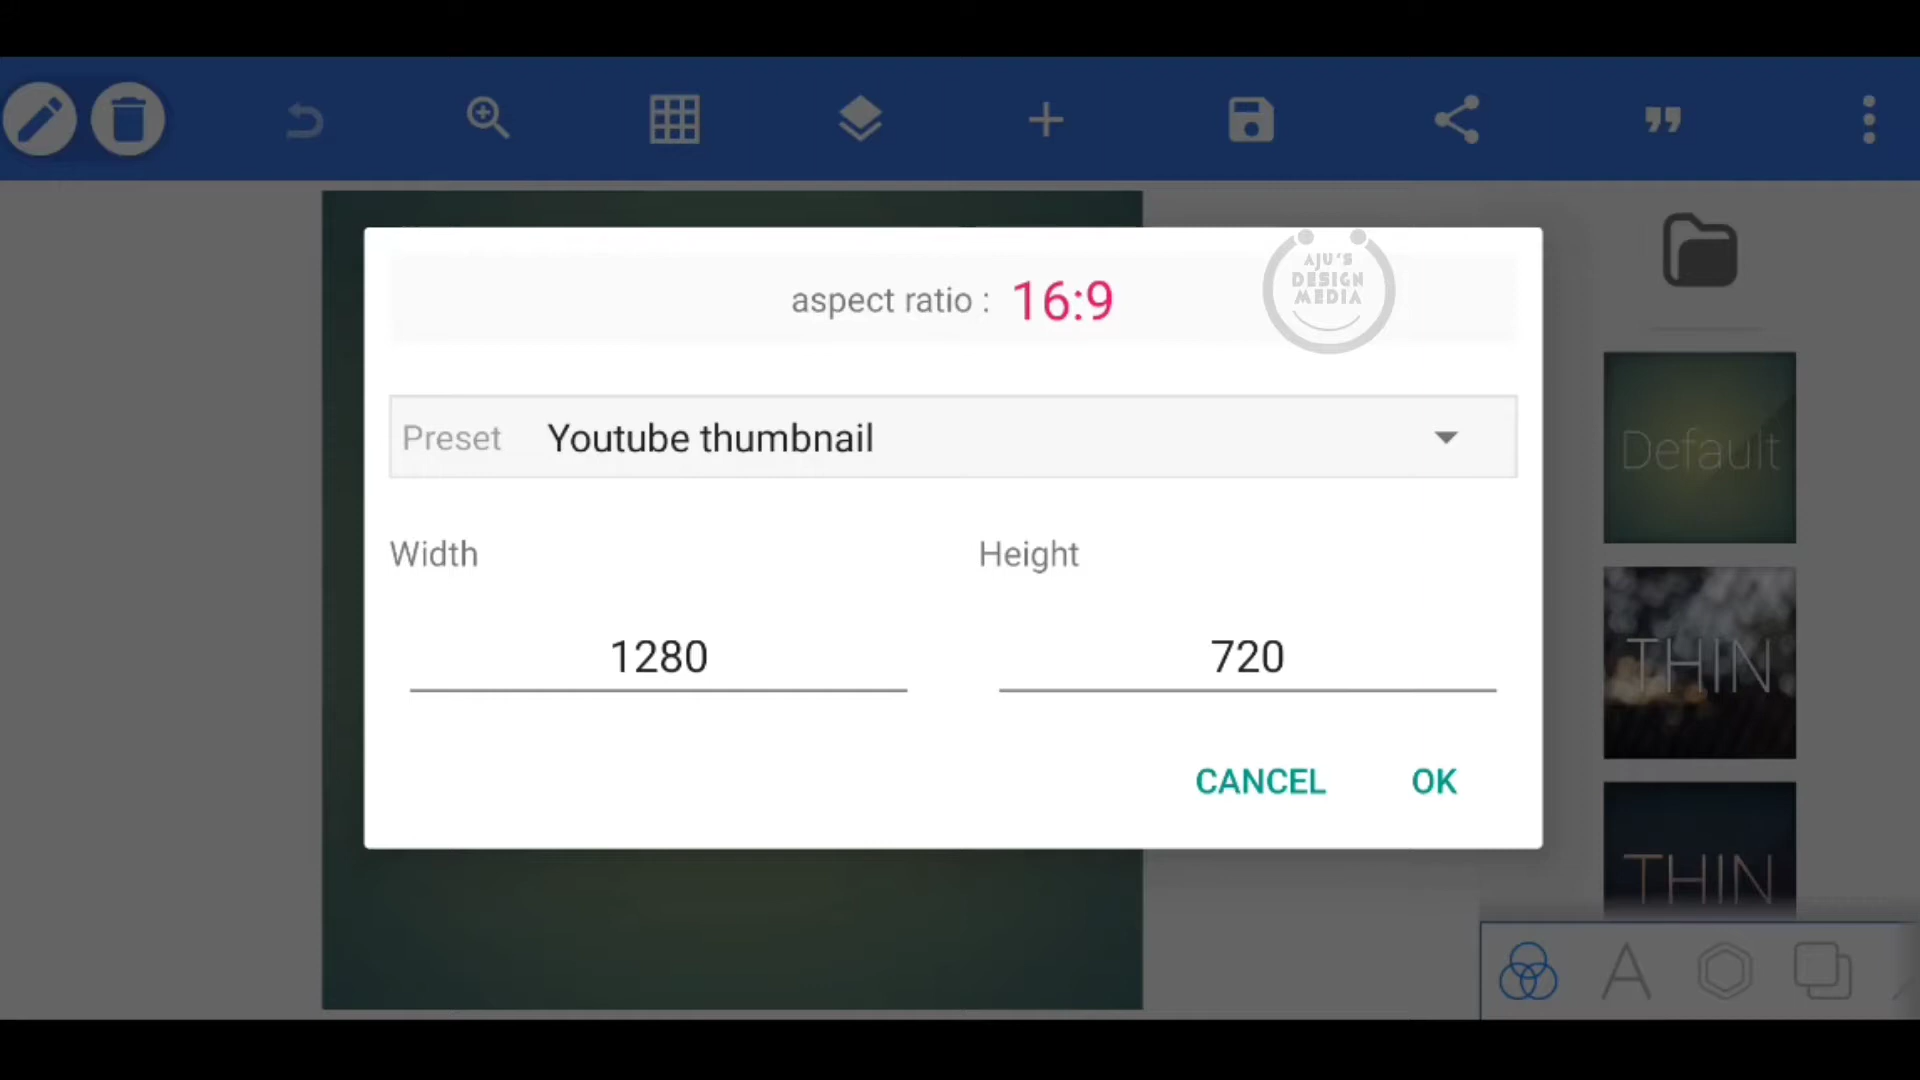 aspect ratio : 16:9
AJU'S
DESIGN
MEDIA
Preset Youtube thumbnail
Width Height
1280 720
CANCEL OK
Default
THIN
THIN
A